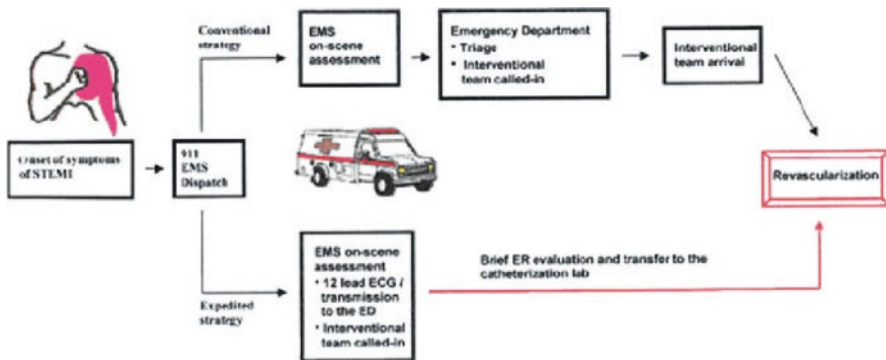 Conventional
strategy
EMS
on-scene
assessment
Emergency Department
• Triage
• Interventional
team called-in
Interventional
team arrival
Onset of symptoms
of STEMI
911
EMS
Dispatch
Revascularization
Expedited
strategy
EMS on-scene
assessment
• 12 lead ECG /
transmission
to the ED
• Interventional
team called-in
Brief ER evaluation and transfer to the
catheterization lab